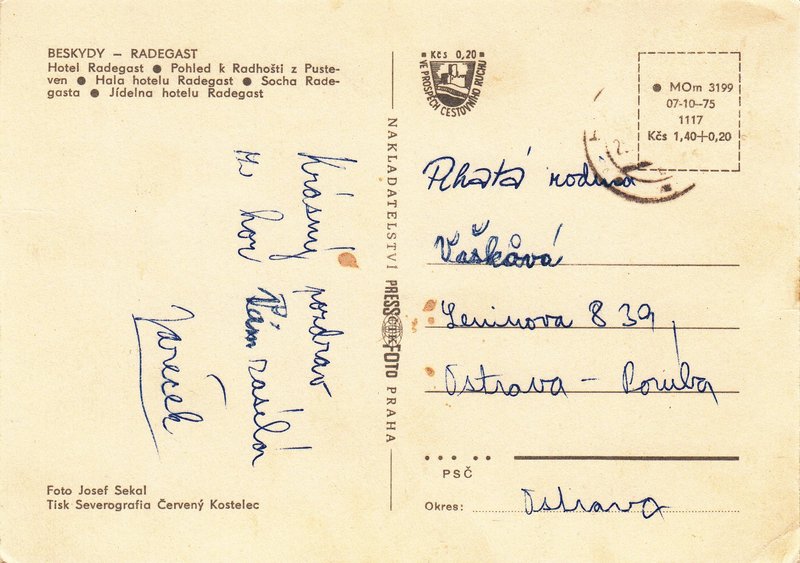 BESKYDY — RADEGAST
Hotel Radegast ● Pohled k Radhošti z Puste-
ven ● Hala hotelu Radegast ● Socha Rade-
gasta ● Jídelna hotelu Radegast
Kčs 0,20
VE PROSPĚCH CESTOVNÍHO RUCHU
● MOm 3199
07-10-75
1117
Kčs 1,40+0,20
Krásný pozdrav
ze hor Vám zasílá
Jareček
NAKLADATELSTVÍ PRESSFOTO PRAHA
ČTK
rodina
Vašková
Leninova 839,
Ostrava - Poruba
PSČ
Okres: Ostrava
Foto Josef Sekal
Tisk Severografia Červený Kostelec